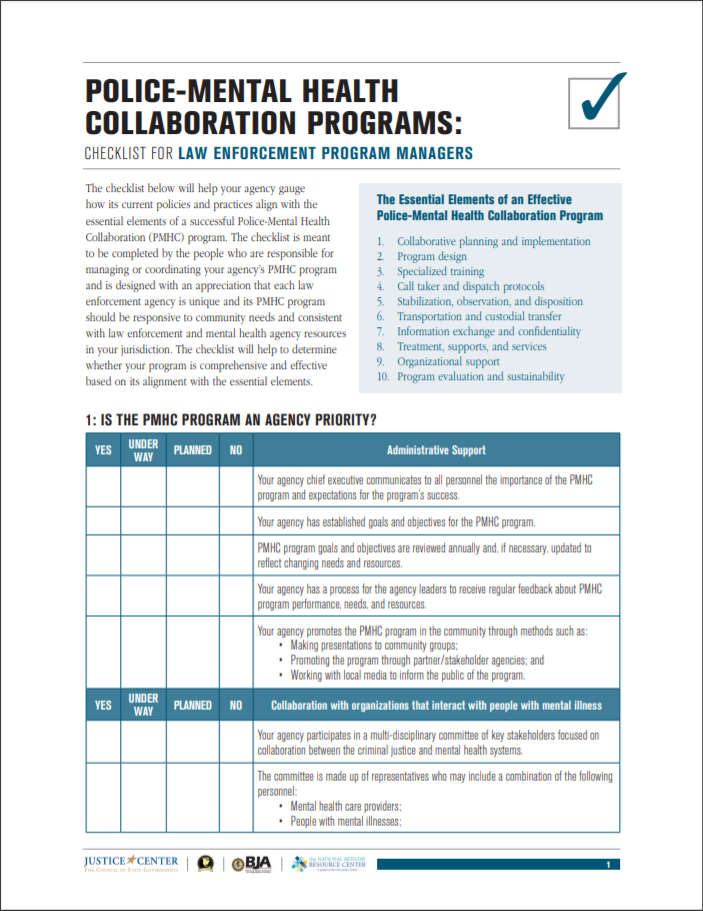 POLICE-MENTAL HEALTH
COLLABORATION PROGRAMS:
CHECKLIST FOR LAW ENFORCEMENT PROGRAM MANAGERS
The checklist below will help your agency gauge
how its current policies and practices align with the
essential elements of a successful Police-Mental Health
Collaboration (PMHC) program. The checklist is meant
to be completed by the people who are responsible for
managing or coordinating your agency's PMHC program
and is designed with an appreciation that each law
enforcement agency is unique and its PMHC program
should be responsive to community needs and consistent
with law enforcement and mental health agency resources
in your jurisdiction. The checklist will help to determine
whether your program is comprehensive and effective
based on its alignment with the essential elements.
The Essential Elements of an Effective
Police-Mental Health Collaboration Program
1. Collaborative planning and implementation
2. Program design
3. Specialized training
4. Call taker and dispatch protocols
5. Stabilization, observation, and disposition
6. Transportation and custodial transfer
7. Information exchange and confidentiality
8. Treatment, supports, and services
9. Organizational support
10. Program evaluation and sustainability
1: IS THE PMHC PROGRAM AN AGENCY PRIORITY?
YES UNDER WAY PLANNED NO Administrative Support
Your agency chief executive communicates to all personnel the importance of the PMHC
program and expectations for the program's success.
Your agency has established goals and objectives for the PMHC program.
PMHC program goals and objectives are reviewed annually and, if necessary, updated to
reflect changing needs and resources.
Your agency has a process for the agency leaders to receive regular feedback about PMHC
program performance, needs, and resources.
Your agency promotes the PMHC program in the community through methods such as:
• Making presentations to community groups;
• Promoting the program through partner/stakeholder agencies; and
• Working with local media to inform the public of the program.
YES UNDER WAY PLANNED NO Collaboration with organizations that interact with people with mental illness
Your agency participates in a multi-disciplinary committee of key stakeholders focused on
collaboration between the criminal justice and mental health systems.
The committee is made up of representatives who may include a combination of the following
personnel:
• Mental health care providers;
• People with mental illnesses;
JUSTICE CENTER
THE COUNCIL OF STATE GOVERNMENTS
BJA
the NATIONAL REENTRY
RESOURCE CENTER
1